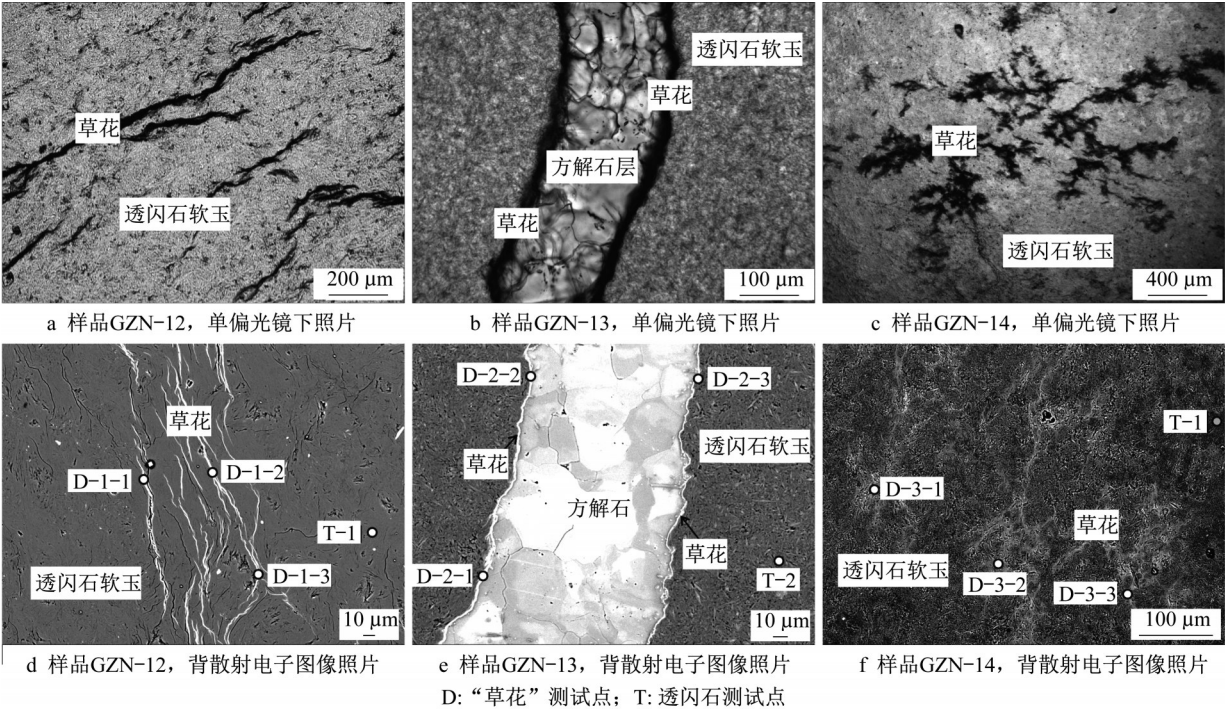 草花
透闪石软玉
200 μm
a 样品GZN-12，单偏光镜下照片
透闪石软玉
草花
方解石层
草花
100 μm
b 样品GZN-13，单偏光镜下照片
草花
透闪石软玉
400 μm
c 样品GZN-14，单偏光镜下照片
草花
D-1-1
D-1-2
T-1
透闪石软玉
D-1-3
10 μm
d 样品GZN-12，背散射电子图像照片
D-2-2
D-2-3
透闪石软玉
草花
方解石
草花
D-2-1
T-2
10 μm
e 样品GZN-13，背散射电子图像照片
T-1
D-3-1
草花
透闪石软玉
D-3-2
D-3-3
100 μm
f 样品GZN-14，背散射电子图像照片
D:“草花”测试点；T: 透闪石测试点